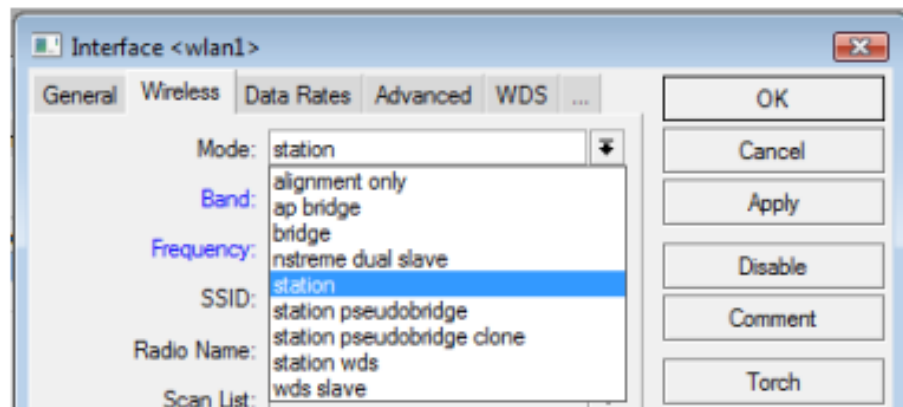 Interface <wlan1>
General Wireless Data Rates Advanced WDS ...
Mode: station
alignment only
ap bridge
bridge
nstreme dual slave
station
station pseudobridge
station pseudobridge clone
station wds
wds slave
Band:
Frequency:
SSID:
Radio Name:
Scan List:
OK
Cancel
Apply
Disable
Comment
Torch